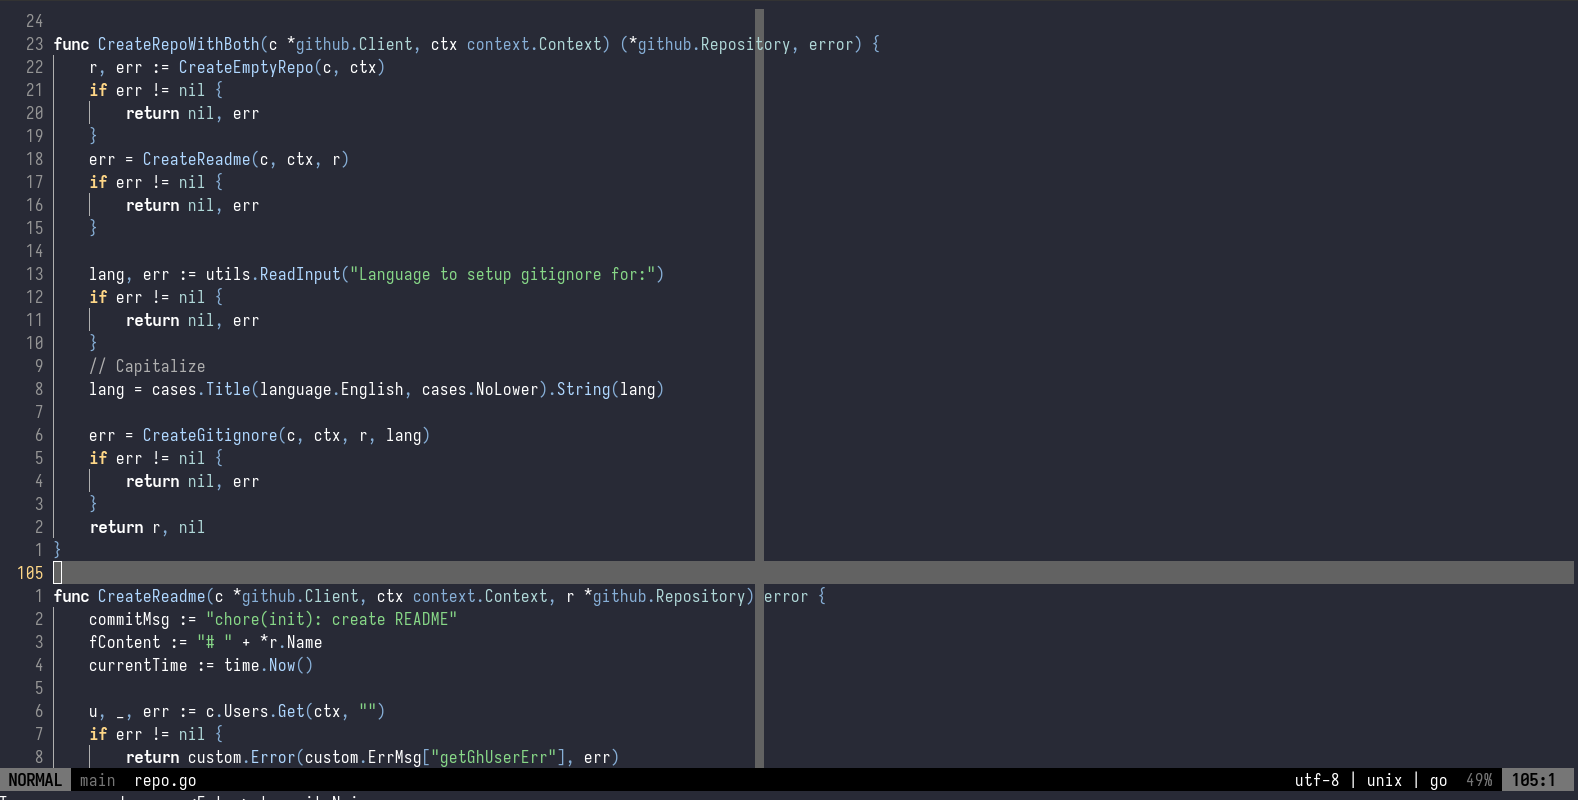 24
23 func CreateRepoWithBoth(c *github.Client, ctx context.Context) (*github.Repository, error) {
22     r, err := CreateEmptyRepo(c, ctx)
21     if err != nil {
20         return nil, err
19     }
18     err = CreateReadme(c, ctx, r)
17     if err != nil {
16         return nil, err
15     }
14
13     lang, err := utils.ReadInput("Language to setup gitignore for:")
12     if err != nil {
11         return nil, err
10     }
9     // Capitalize
8     lang = cases.Title(language.English, cases.NoLower).String(lang)
7
6     err = CreateGitignore(c, ctx, r, lang)
5     if err != nil {
4         return nil, err
3     }
2     return r, nil
1 }
105
1 func CreateReadme(c *github.Client, ctx context.Context, r *github.Repository) error {
2     commitMsg := "chore(init): create README"
3     fContent := "# " + *r.Name
4     currentTime := time.Now()
5
6     u, _, err := c.Users.Get(ctx, "")
7     if err != nil {
8         return custom.Error(custom.ErrMsg["getGhUserErr"], err)
NORMAL main repo.go utf-8 | unix | go 49% 105:1